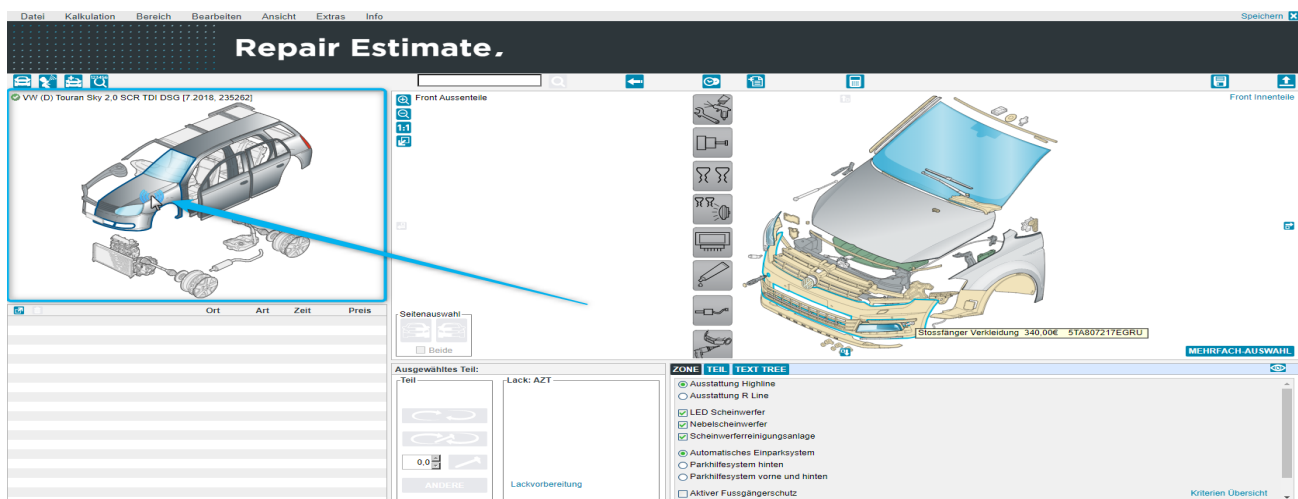 Datei Kalkulation Bereich Bearbeiten Ansicht Extras Info Speichern
Repair Estimate.
VW (D) Touran Sky 2,0 SCR TDI DSG [7.2018, 235262]
Front Aussenteile
Front Innenteile
1:1
Stossfänger Verkleidung 340,00€ 5TA807217EGRU
MEHRFACH-AUSWAHL
Ort Art Zeit Preis
Seitenauswahl
Beide
Ausgewähltes Teil:
Teil
Lack: AZT
0,0
ANDERE
Lackvorbereitung
ZONE TEIL TEXT TREE
Ausstattung Highline
Ausstattung R Line
LED Scheinwerfer
Nebelscheinwerfer
Scheinwerferreinigungsanlage
Automatisches Einparksystem
Parkhilfesystem hinten
Parkhilfesystem vorne und hinten
Aktiver Fussgängerschutz
Kriterien Übersicht